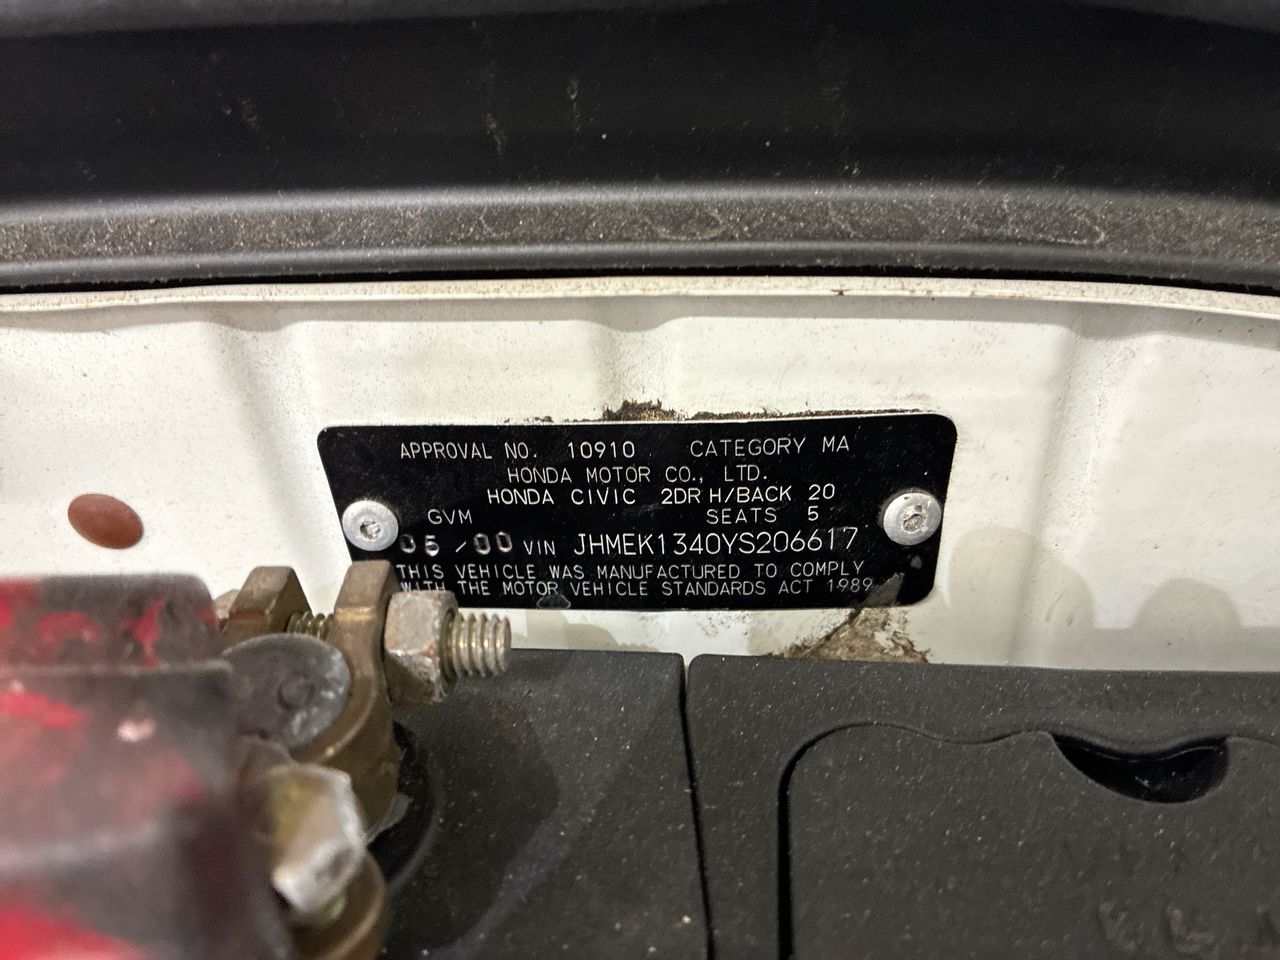 APPROVAL NO. 10910 CATEGORY MA
HONDA MOTOR CO., LTD.
HONDA CIVIC 2DR H/BACK 20
GVM SEATS 5
05 /00 VIN JHMEK1340YS206617
THIS VEHICLE WAS MANUFACTURED TO COMPLY
WITH THE MOTOR VEHICLE STANDARDS ACT 1989